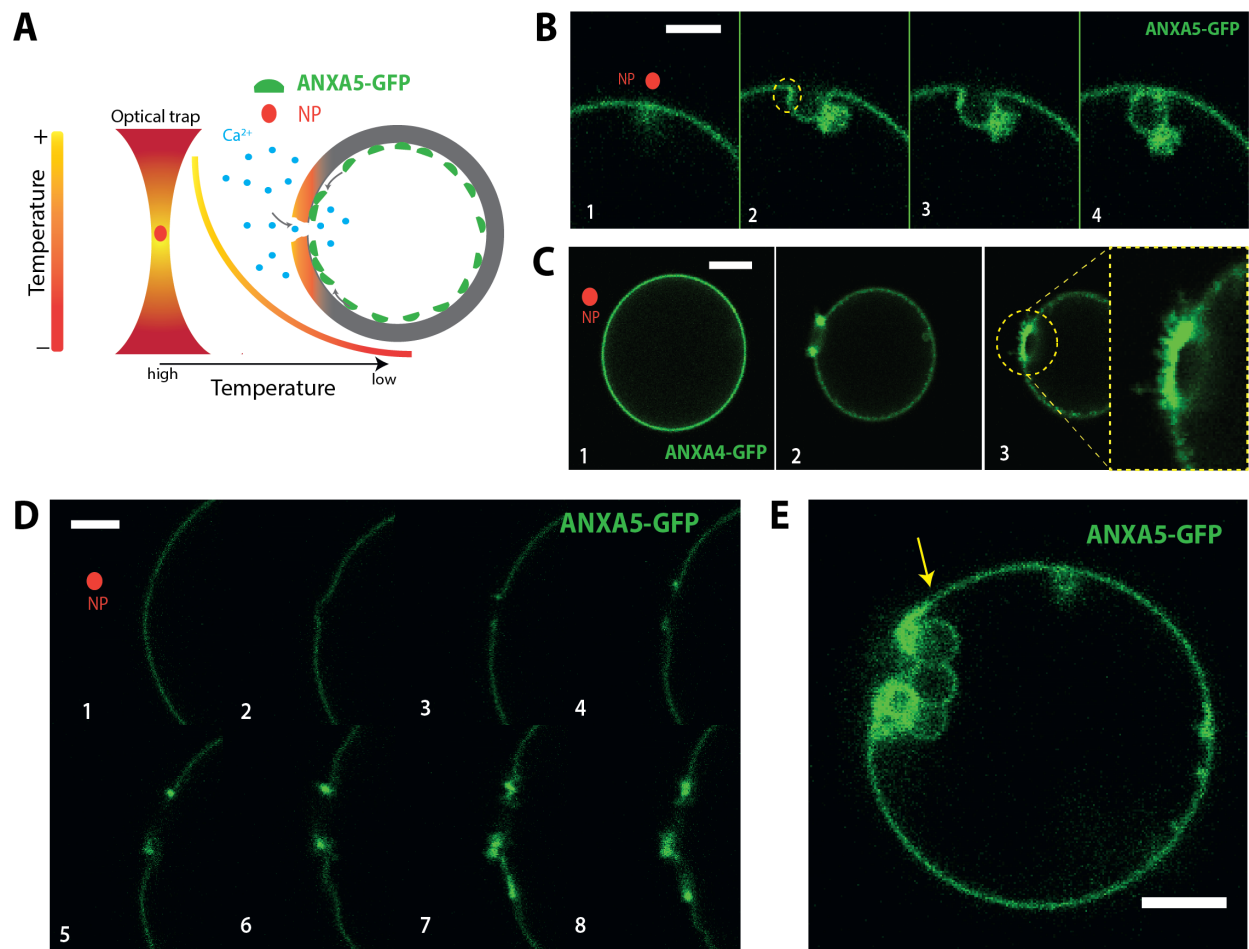 A
ANXA5-GFP
NP
Optical trap
Ca²⁺
+
Temperature
–
high
low
Temperature
B
ANXA5-GFP
NP
1
2
3
4
C
NP
1
ANXA4-GFP
2
3
D
ANXA5-GFP
NP
1
2
3
4
5
6
7
8
E
ANXA5-GFP